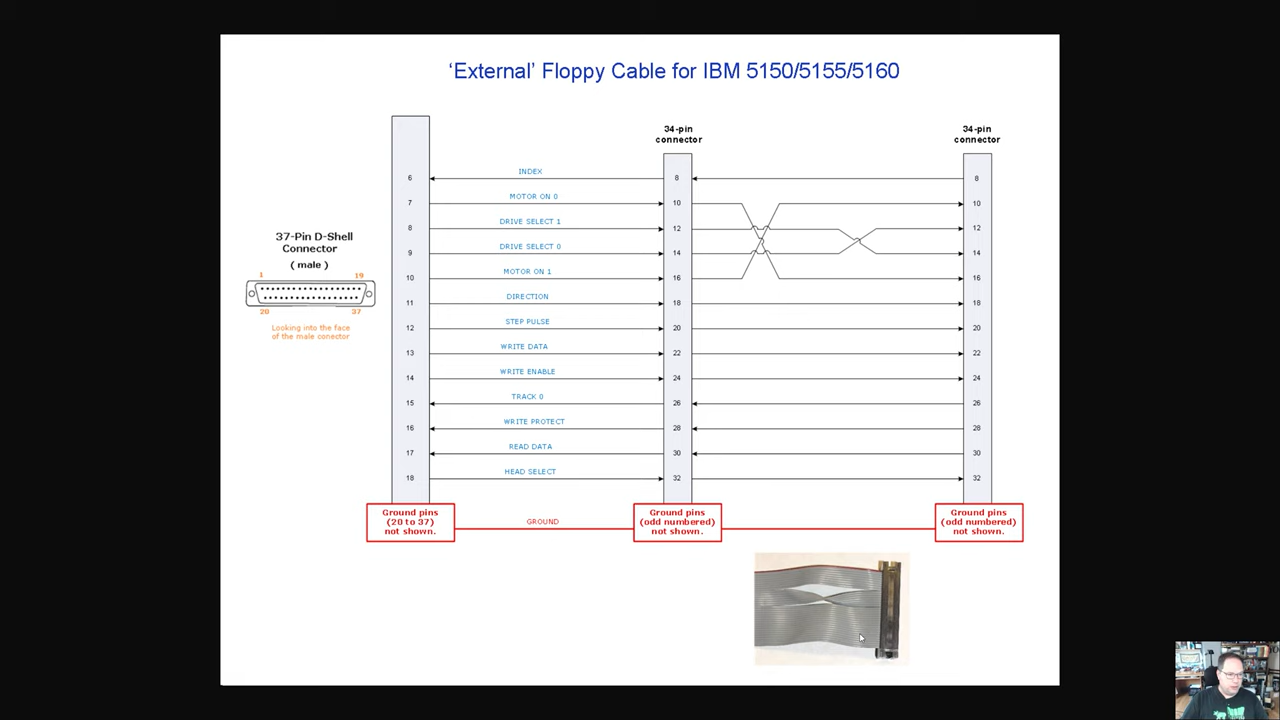 ‘External’ Floppy Cable for IBM 5150/5155/5160
34-pin
connector
34-pin
connector
37-Pin D-Shell
Connector
( male )
1 19
20 37
Looking into the face
of the male conector
6 INDEX 8 8
7 MOTOR ON 0 10 10
8 DRIVE SELECT 1 12 12
9 DRIVE SELECT 0 14 14
10 MOTOR ON 1 16 16
11 DIRECTION 18 18
12 STEP PULSE 20 20
13 WRITE DATA 22 22
14 WRITE ENABLE 24 24
15 TRACK 0 26 26
16 WRITE PROTECT 28 28
17 READ DATA 30 30
18 HEAD SELECT 32 32
Ground pins
(20 to 37)
not shown.
GROUND
Ground pins
(odd numbered)
not shown.
Ground pins
(odd numbered)
not shown.